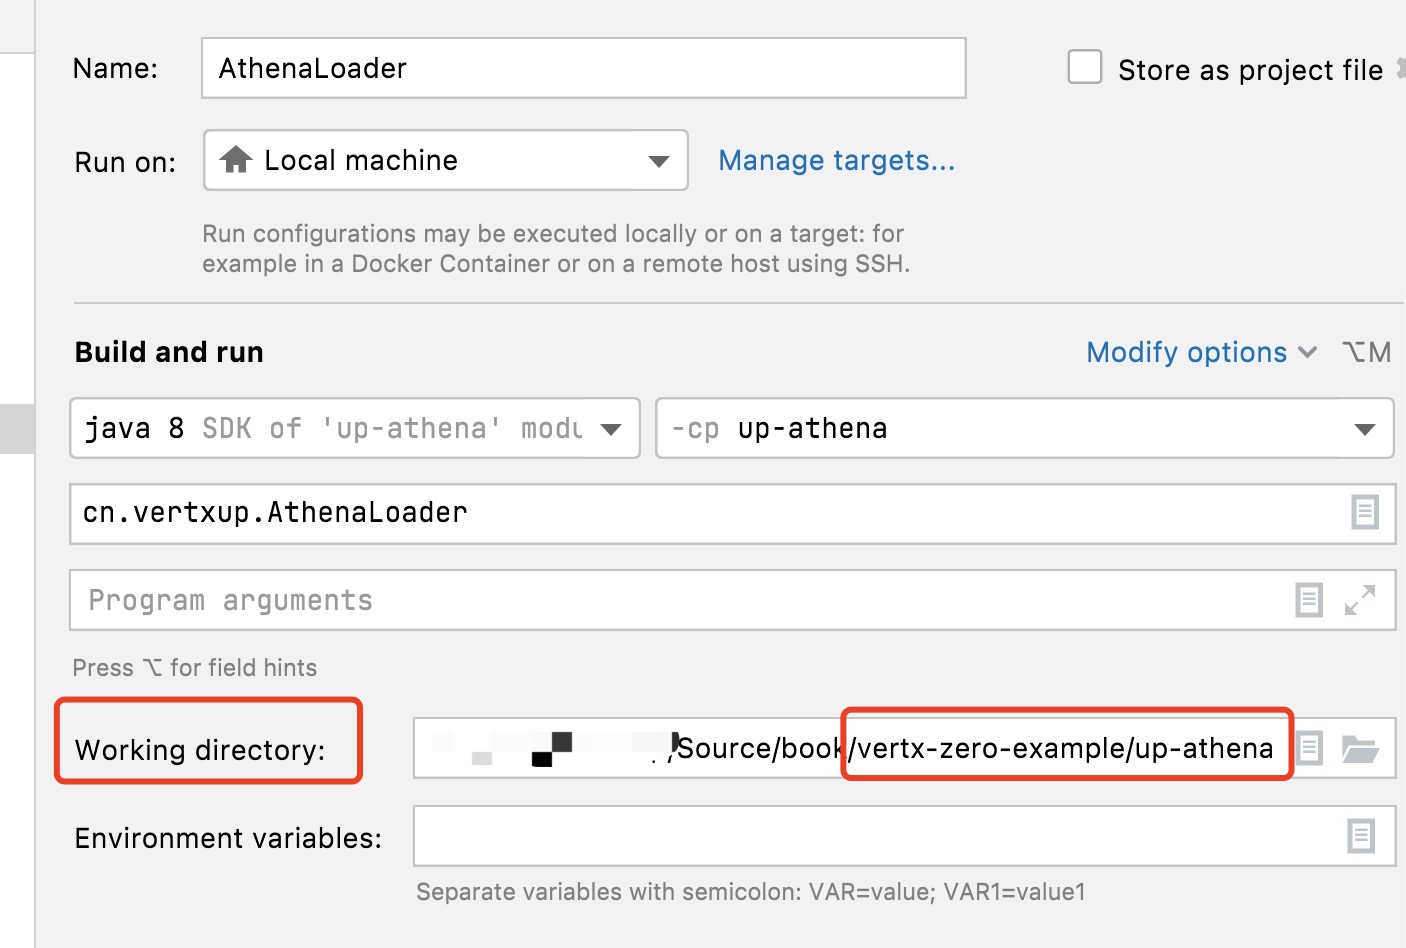 Name: AthenaLoader Store as project file
Run on: Local machine Manage targets...
Run configurations may be executed locally or on a target: for
example in a Docker Container or on a remote host using SSH.
Build and run Modify options ⌥M
java 8 SDK of 'up-athena' modu -cp up-athena
cn.vertxup.AthenaLoader
Program arguments
Press ⌥ for field hints
Working directory: Source/book/vertx-zero-example/up-athena
Environment variables:
Separate variables with semicolon: VAR=value; VAR1=value1